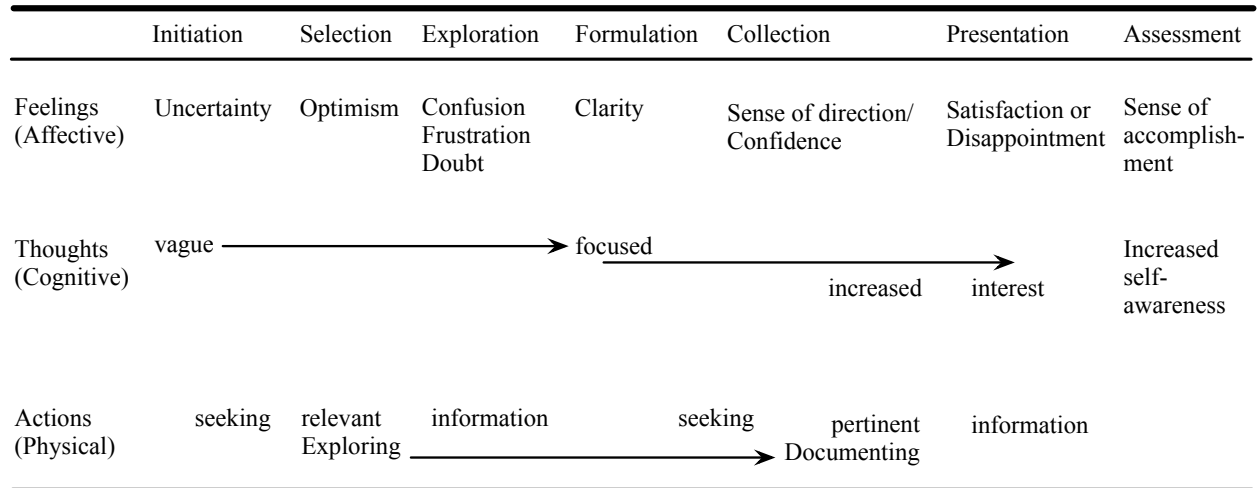 Initiation Selection Exploration Formulation Collection Presentation Assessment
Feelings Uncertainty Optimism Confusion Clarity Sense of direction/ Satisfaction or Sense of
(Affective) Frustration Confidence Disappointment accomplish-
Doubt ment
Thoughts vague focused Increased
(Cognitive) increased interest self-
awareness
Actions seeking relevant information seeking pertinent information
(Physical) Exploring Documenting